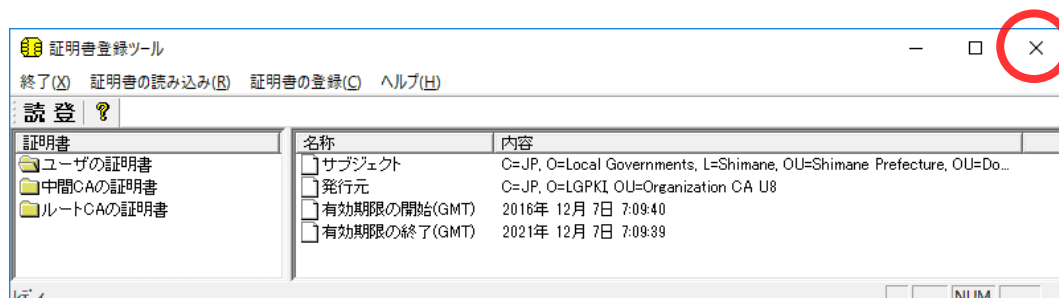 証明書登録ツール
終了(X) 証明書の読み込み(R) 証明書の登録(C) ヘルプ(H)
読 登 ?
証明書
ユーザの証明書
中間CAの証明書
ルートCAの証明書
名称 内容
サブジェクト C=JP, O=Local Governments, L=Shimane, OU=Shimane Prefecture, OU=Do...
発行元 C=JP, O=LGPKI, OU=Organization CA U8
有効期限の開始(GMT) 2016年 12月 7日 7:09:40
有効期限の終了(GMT) 2021年 12月 7日 7:09:39
NUM